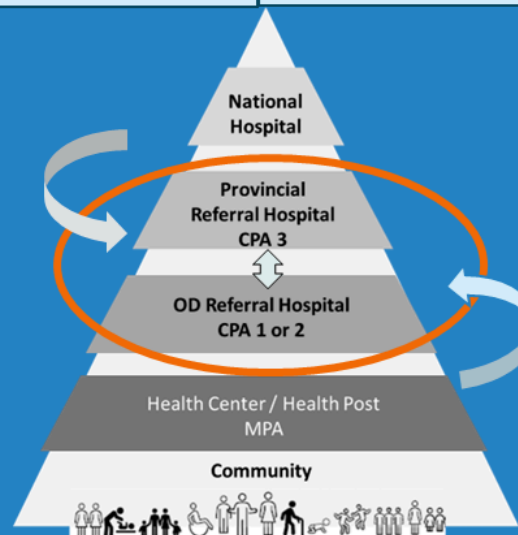 National
Hospital
Provincial
Referral Hospital
CPA 3
OD Referral Hospital
CPA 1 or 2
Health Center / Health Post
MPA
Community